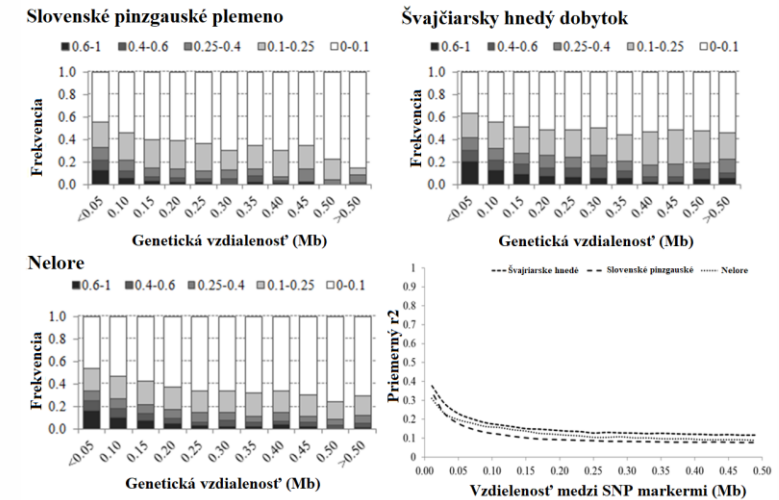 Slovenské pinzgauské plemeno
■0.6-1 ■0.4-0.6 ■0.25-0.4 □0.1-0.25 □0-0.1
Frekvencia
1.0
0.8
0.6
0.4
0.2
0.0
<0.05 0.10 0.15 0.20 0.25 0.30 0.35 0.40 0.45 0.50 >0.50
Genetická vzdialenosť (Mb)
Švajčiarsky hnedý dobytok
■0.6-1 ■0.4-0.6 ■0.25-0.4 □0.1-0.25 □0-0.1
Frekvencia
1.0
0.8
0.6
0.4
0.2
0.0
<0.05 0.10 0.15 0.20 0.25 0.30 0.35 0.40 0.45 0.50 >0.50
Genetická vzdialenosť (Mb)
Nelore
■0.6-1 ■0.4-0.6 ■0.25-0.4 □0.1-0.25 □0-0.1
Frekvencia
1.0
0.8
0.6
0.4
0.2
0.0
<0.05 0.10 0.15 0.20 0.25 0.30 0.35 0.40 0.45 0.50 >0.50
Genetická vzdialenosť (Mb)
Švajriarske hnedé Slovenské pinzgauské Nelore
Priemerný r2
1
0.9
0.8
0.7
0.6
0.5
0.4
0.3
0.2
0.1
0
0.00 0.05 0.10 0.15 0.20 0.25 0.30 0.35 0.40 0.45 0.50
Vzdielenosť medzi SNP markermi (Mb)